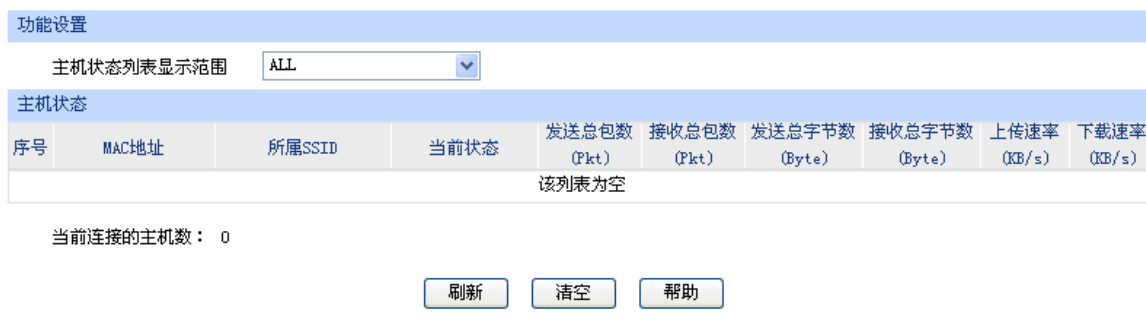 功能设置
主机状态列表显示范围 ALL
主机状态
序号 MAC地址 所属SSID 当前状态 发送总包数(Pkt) 接收总包数(Pkt) 发送总字节数(Byte) 接收总字节数(Byte) 上传速率(KB/s) 下载速率(KB/s)
该列表为空
当前连接的主机数： 0
刷新 清空 帮助